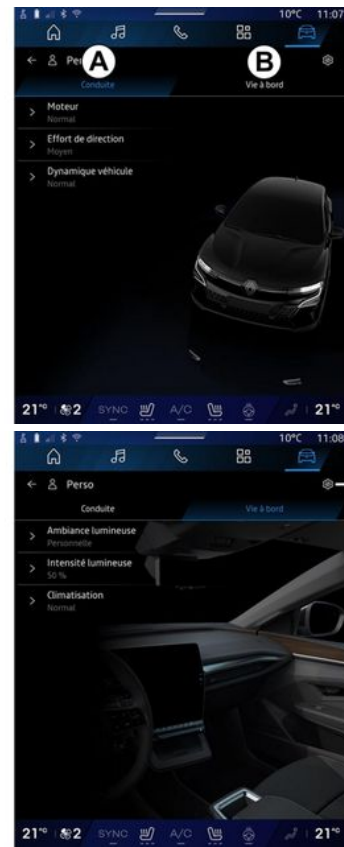 10°C 11:07
← Per
A
B
Conduite
Vie à bord
> Moteur
Normal
> Effort de direction
Moyen
> Dynamique véhicule
Normal
21°C 2 SYNC A/C 21°C
10°C 11:08
← Perso
Conduite
Vie à bord
> Ambiance lumineuse
Personnelle
> Intensité lumineuse
50 %
> Climatisation
Normal
21°C 2 SYNC A/C 21°C